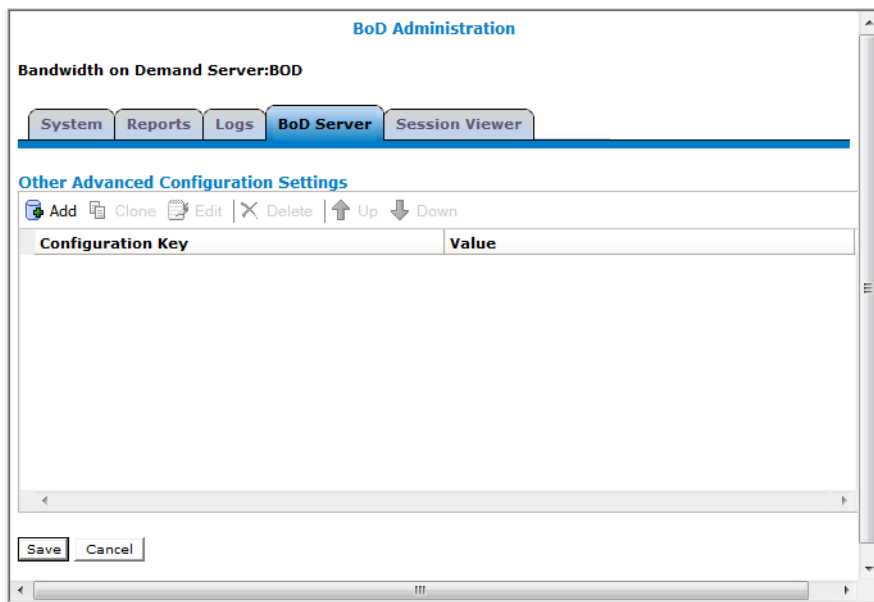 BoD Administration
Bandwidth on Demand Server:BOD
System Reports Logs BoD Server Session Viewer
Other Advanced Configuration Settings
Add Clone Edit Delete Up Down
Configuration Key Value
Save Cancel